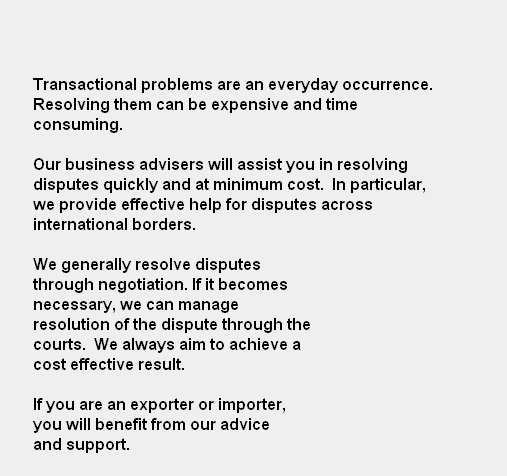 Transactional problems are an everyday occurrence.
Resolving them can be expensive and time
consuming.
Our business advisers will assist you in resolving
disputes quickly and at minimum cost.  In particular,
we provide effective help for disputes across
international borders.
We generally resolve disputes
through negotiation. If it becomes
necessary, we can manage
resolution of the dispute through the
courts.  We always aim to achieve a
cost effective result.
If you are an exporter or importer,
you will benefit from our advice
and support.